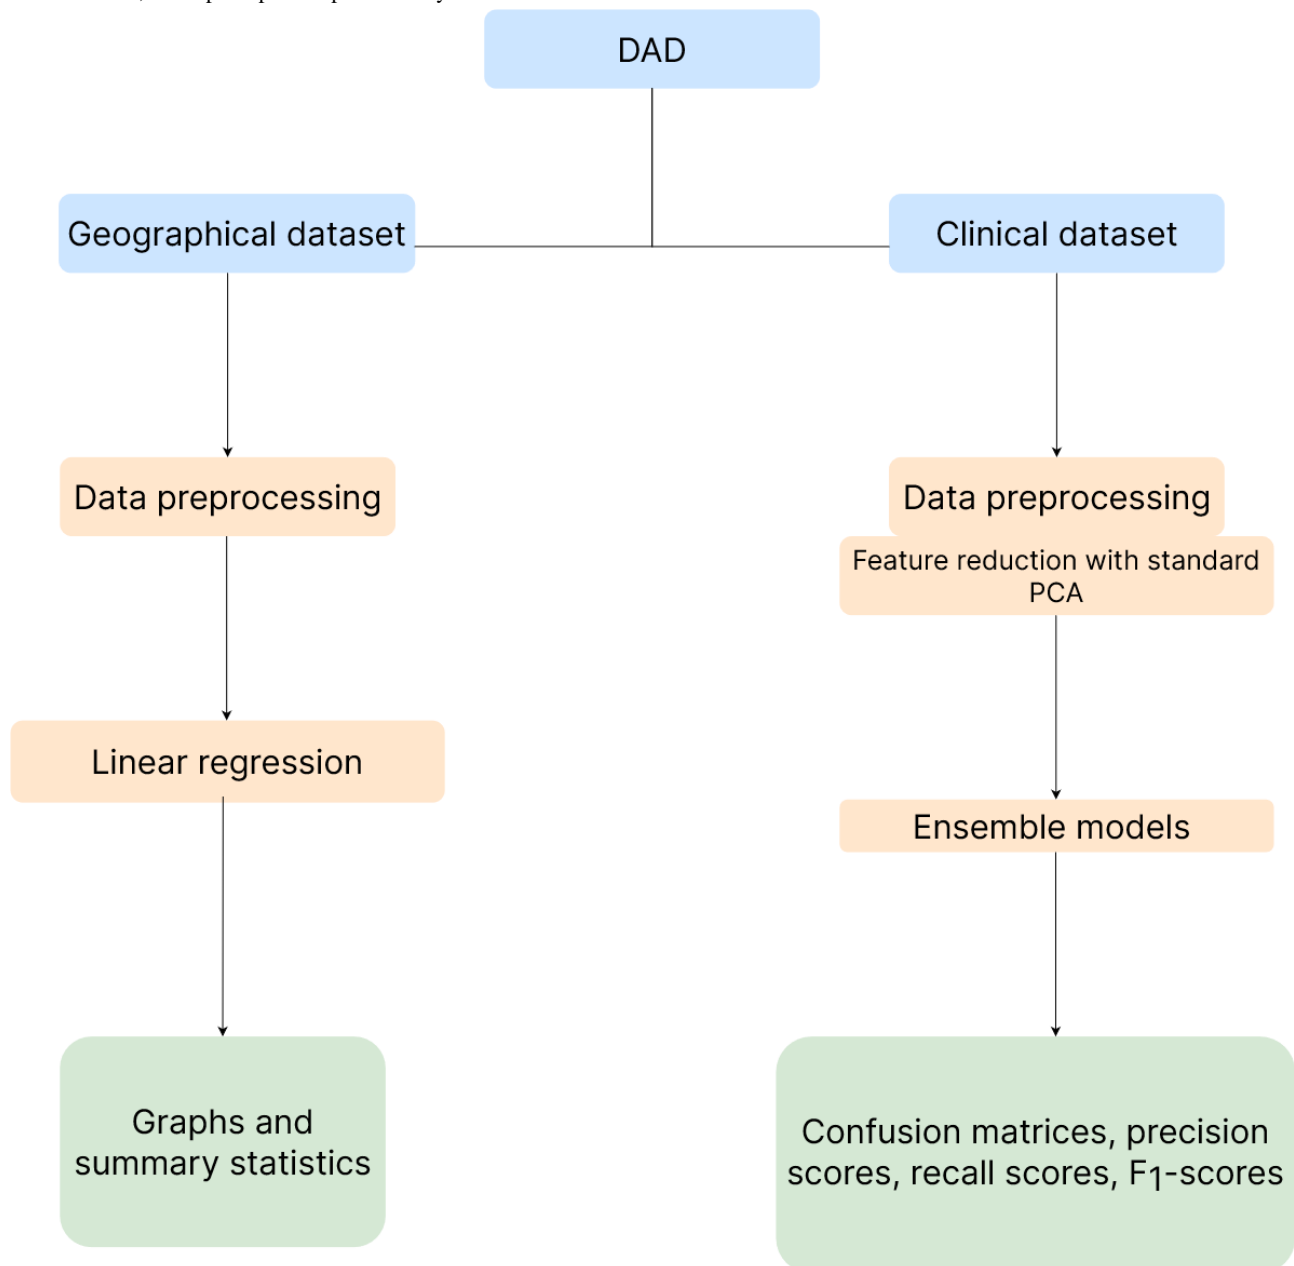 DAD
Geographical dataset
Clinical dataset
Data preprocessing
Data preprocessing
Feature reduction with standard
PCA
Linear regression
Ensemble models
Graphs and
summary statistics
Confusion matrices, precision
scores, recall scores, F1-scores